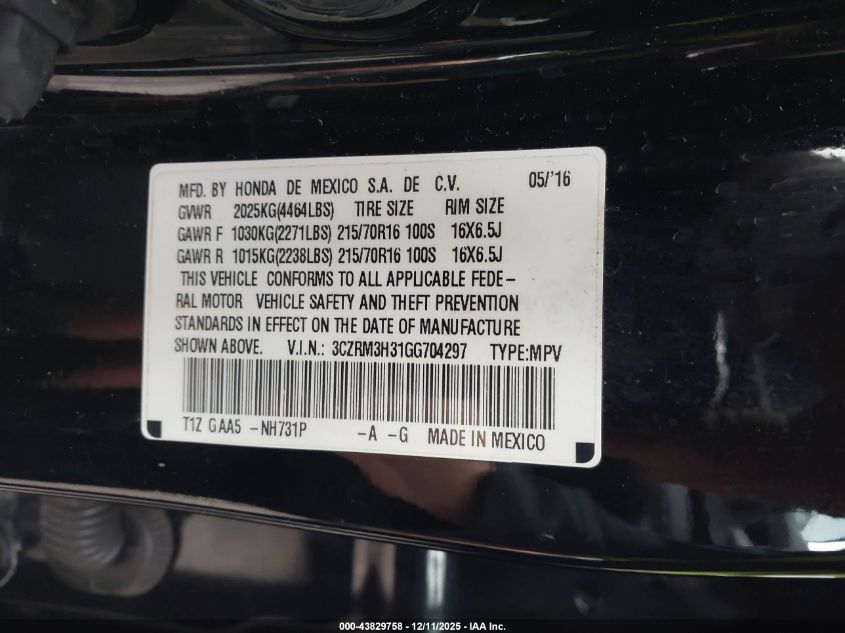 MFD. BY HONDA DE MEXICO S.A. DE C.V. 05/'16
GVWR 2025KG(4464LBS) TIRE SIZE RIM SIZE
GAWR F 1030KG(2271LBS) 215/70R16 100S 16X6.5J
GAWR R 1015KG(2238LBS) 215/70R16 100S 16X6.5J
THIS VEHICLE CONFORMS TO ALL APPLICABLE FEDE-
RAL MOTOR VEHICLE SAFETY AND THEFT PREVENTION
STANDARDS IN EFFECT ON THE DATE OF MANUFACTURE
SHOWN ABOVE. V.I.N.: 3CZRM3H31GG704297 TYPE:MPV
T1Z GAA5 -NH731P -A -G MADE IN MEXICO
000-43829758 - 12/11/2025 - IAA Inc.